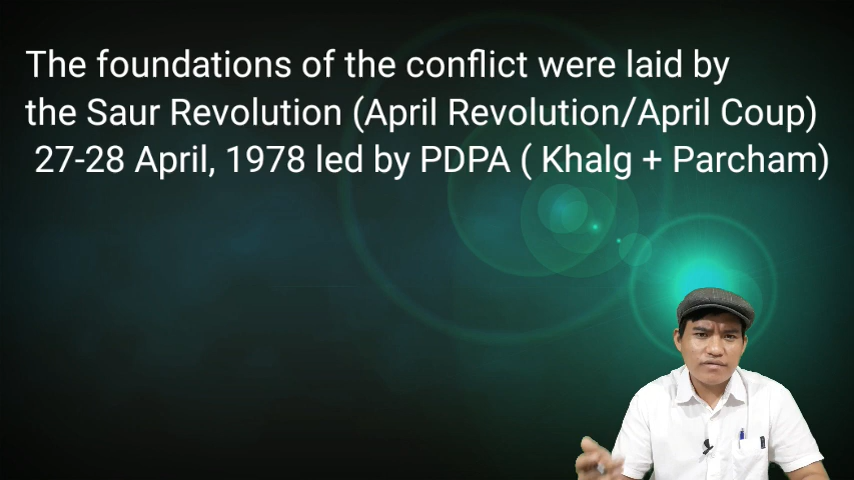 The foundations of the conflict were laid by
the Saur Revolution (April Revolution/April Coup)
27-28 April, 1978 led by PDPA ( Khalg + Parcham)